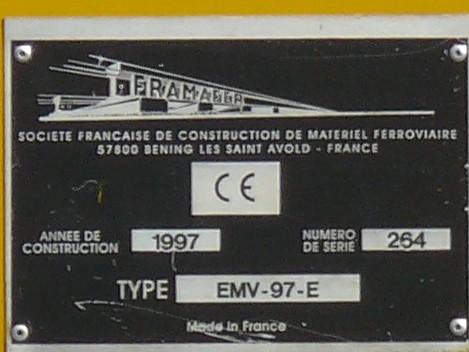 FRAMAFER
SOCIETE FRANCAISE DE CONSTRUCTION DE MATERIEL FERROVIAIRE
57800 BENING LES SAINT AVOLD - FRANCE
CE
ANNEE DE CONSTRUCTION 1997
NUMERO DE SERIE 264
TYPE EMV-97-E
Made in France